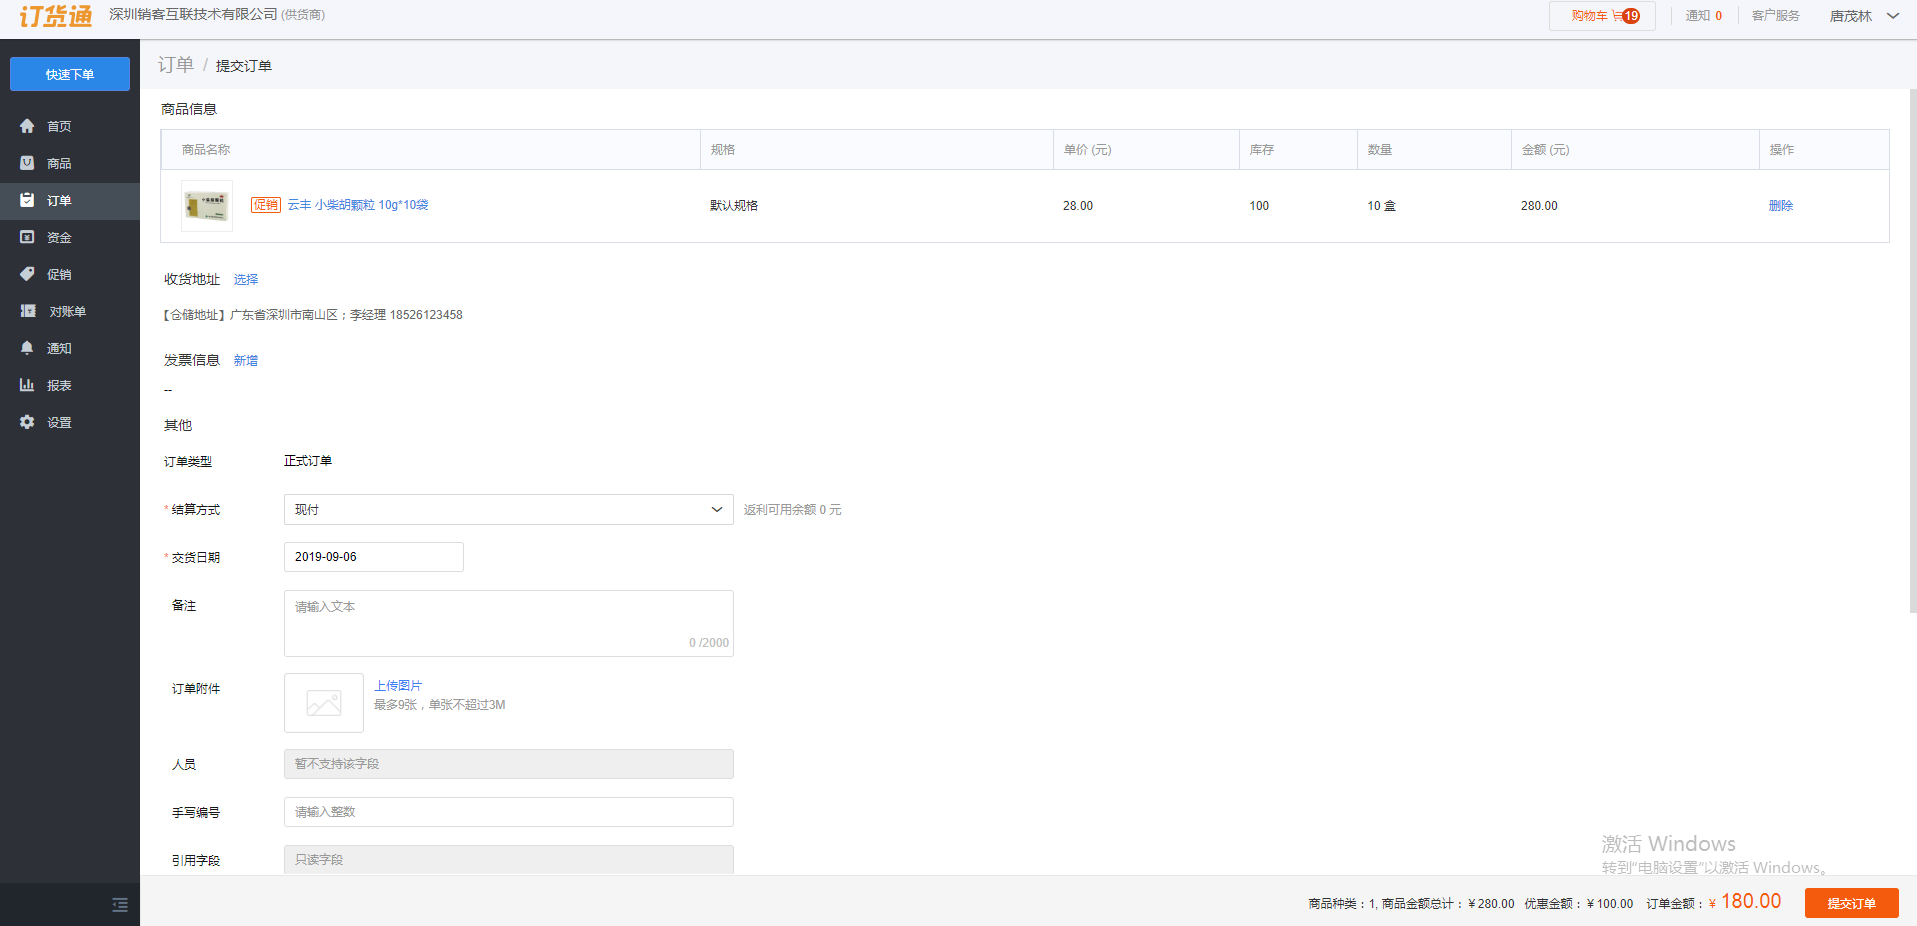 订货通 深圳销客互联技术有限公司 (供货商) 购物车 19 通知 0 客户服务 唐茂林
快速下单
首页
商品
订单
资金
促销
对账单
通知
报表
设置
订单 / 提交订单
商品信息
商品名称 规格 单价 (元) 库存 数量 金额 (元) 操作
促销 云丰 小柴胡颗粒 10g*10袋 默认规格 28.00 100 10 盒 280.00 删除
收货地址 选择
【仓储地址】广东省深圳市南山区；李经理 18526123458
发票信息 新增
--
其他
订单类型 正式订单
* 结算方式 现付 返利可用余额 0 元
* 交货日期 2019-09-06
备注 请输入文本
0 /2000
订单附件 上传图片
最多9张，单张不超过3M
人员 暂不支持该字段
手写编号 请输入整数
引用字段 只读字段
激活 Windows
转到"电脑设置"以激活 Windows。
商品种类：1, 商品金额总计：￥280.00 优惠金额：￥100.00 订单金额：￥ 180.00 提交订单